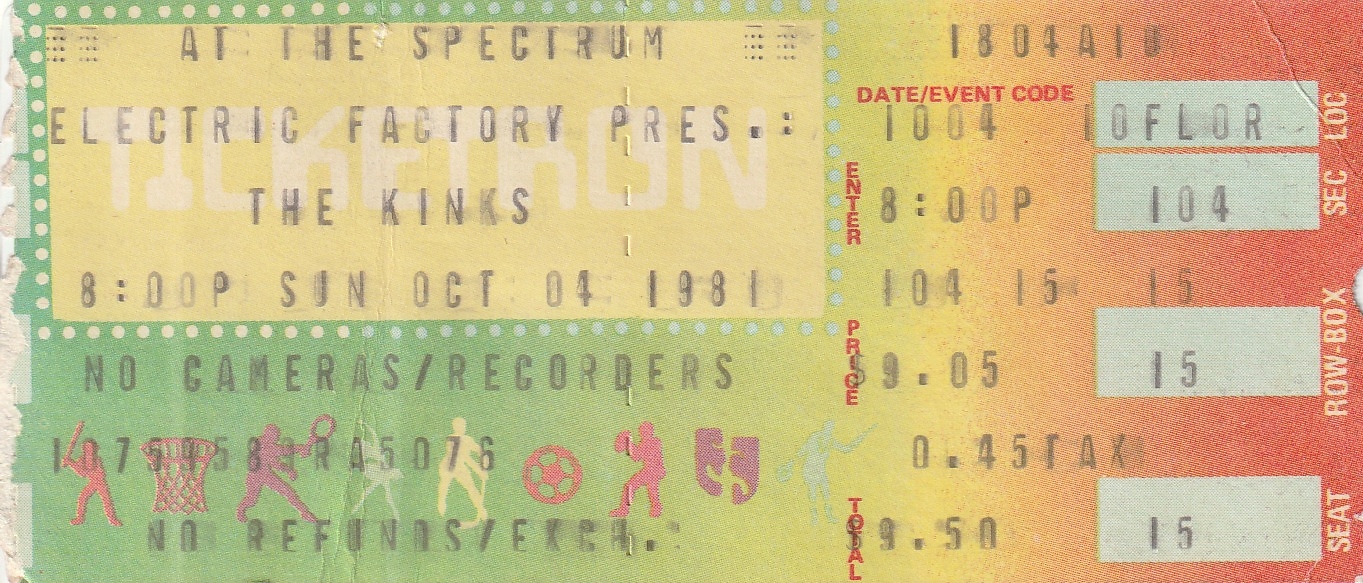 AT THE SPECTRUM
ELECTRIC FACTORY PRES.:
TICKETRON
THE KINKS
8:00P SUN OCT 04 1981
NO CAMERAS/RECORDERS
RA5076
NO REFUNDS/EXCH.:
DATE/EVENT CODE
1004 10FLOR
LOC
ENTER
8:00P 104
SEC
104 15 15
PRICE
$9.05 15
ROW-BOX
0.45TAX
TOTAL
$9.50 15
SEAT